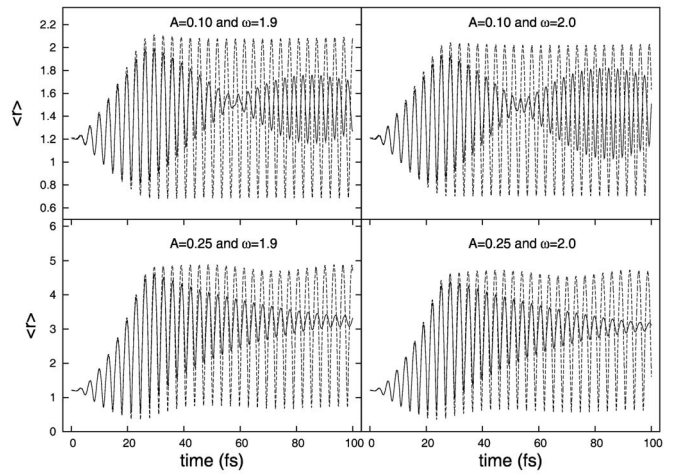 A=0.10 and ω=1.9
A=0.10 and ω=2.0
2.2
2
1.8
1.6
1.4
1.2
1
0.8
0.6
<r>
A=0.25 and ω=1.9
A=0.25 and ω=2.0
6
5
4
3
2
1
0
<r>
0 20 40 60 80 100
0 20 40 60 80 100
time (fs)
time (fs)